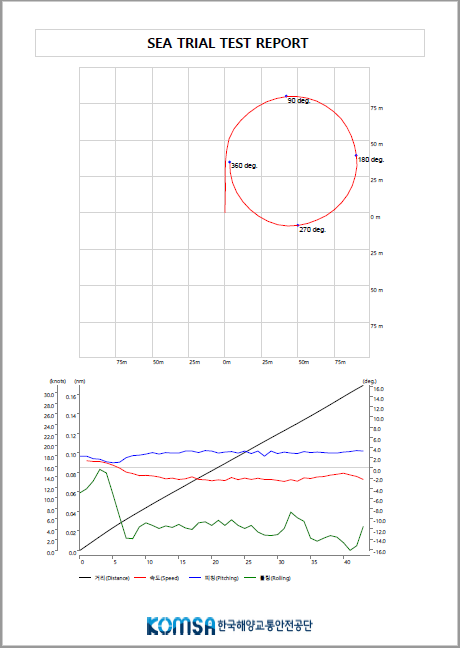 SEA TRIAL TEST REPORT
90 deg.
75 m
50 m
180 deg.
360 deg.
25 m
0 m
270 deg.
25 m
50 m
75 m
75m 50m 25m 0m 25m 50m 75m
(knots) (nm) (deg.)
30.0 0.16 16.0
28.0 14.0
26.0 0.14 12.0
24.0 10.0
22.0 0.12 8.0
20.0 6.0
18.0 0.10 4.0
2.0
16.0 0.0
14.0 0.08 -2.0
12.0 -4.0
10.0 0.06 -6.0
8.0 -8.0
6.0 0.04 -10.0
4.0 0.02 -12.0
2.0 -14.0
0.0 0.0 -16.0
0 5 10 15 20 25 30 35 40
거리(Distance) 속도(Speed) 피칭(Pitching) 롤링(Rolling)
KOMSA 한국해양교통안전공단